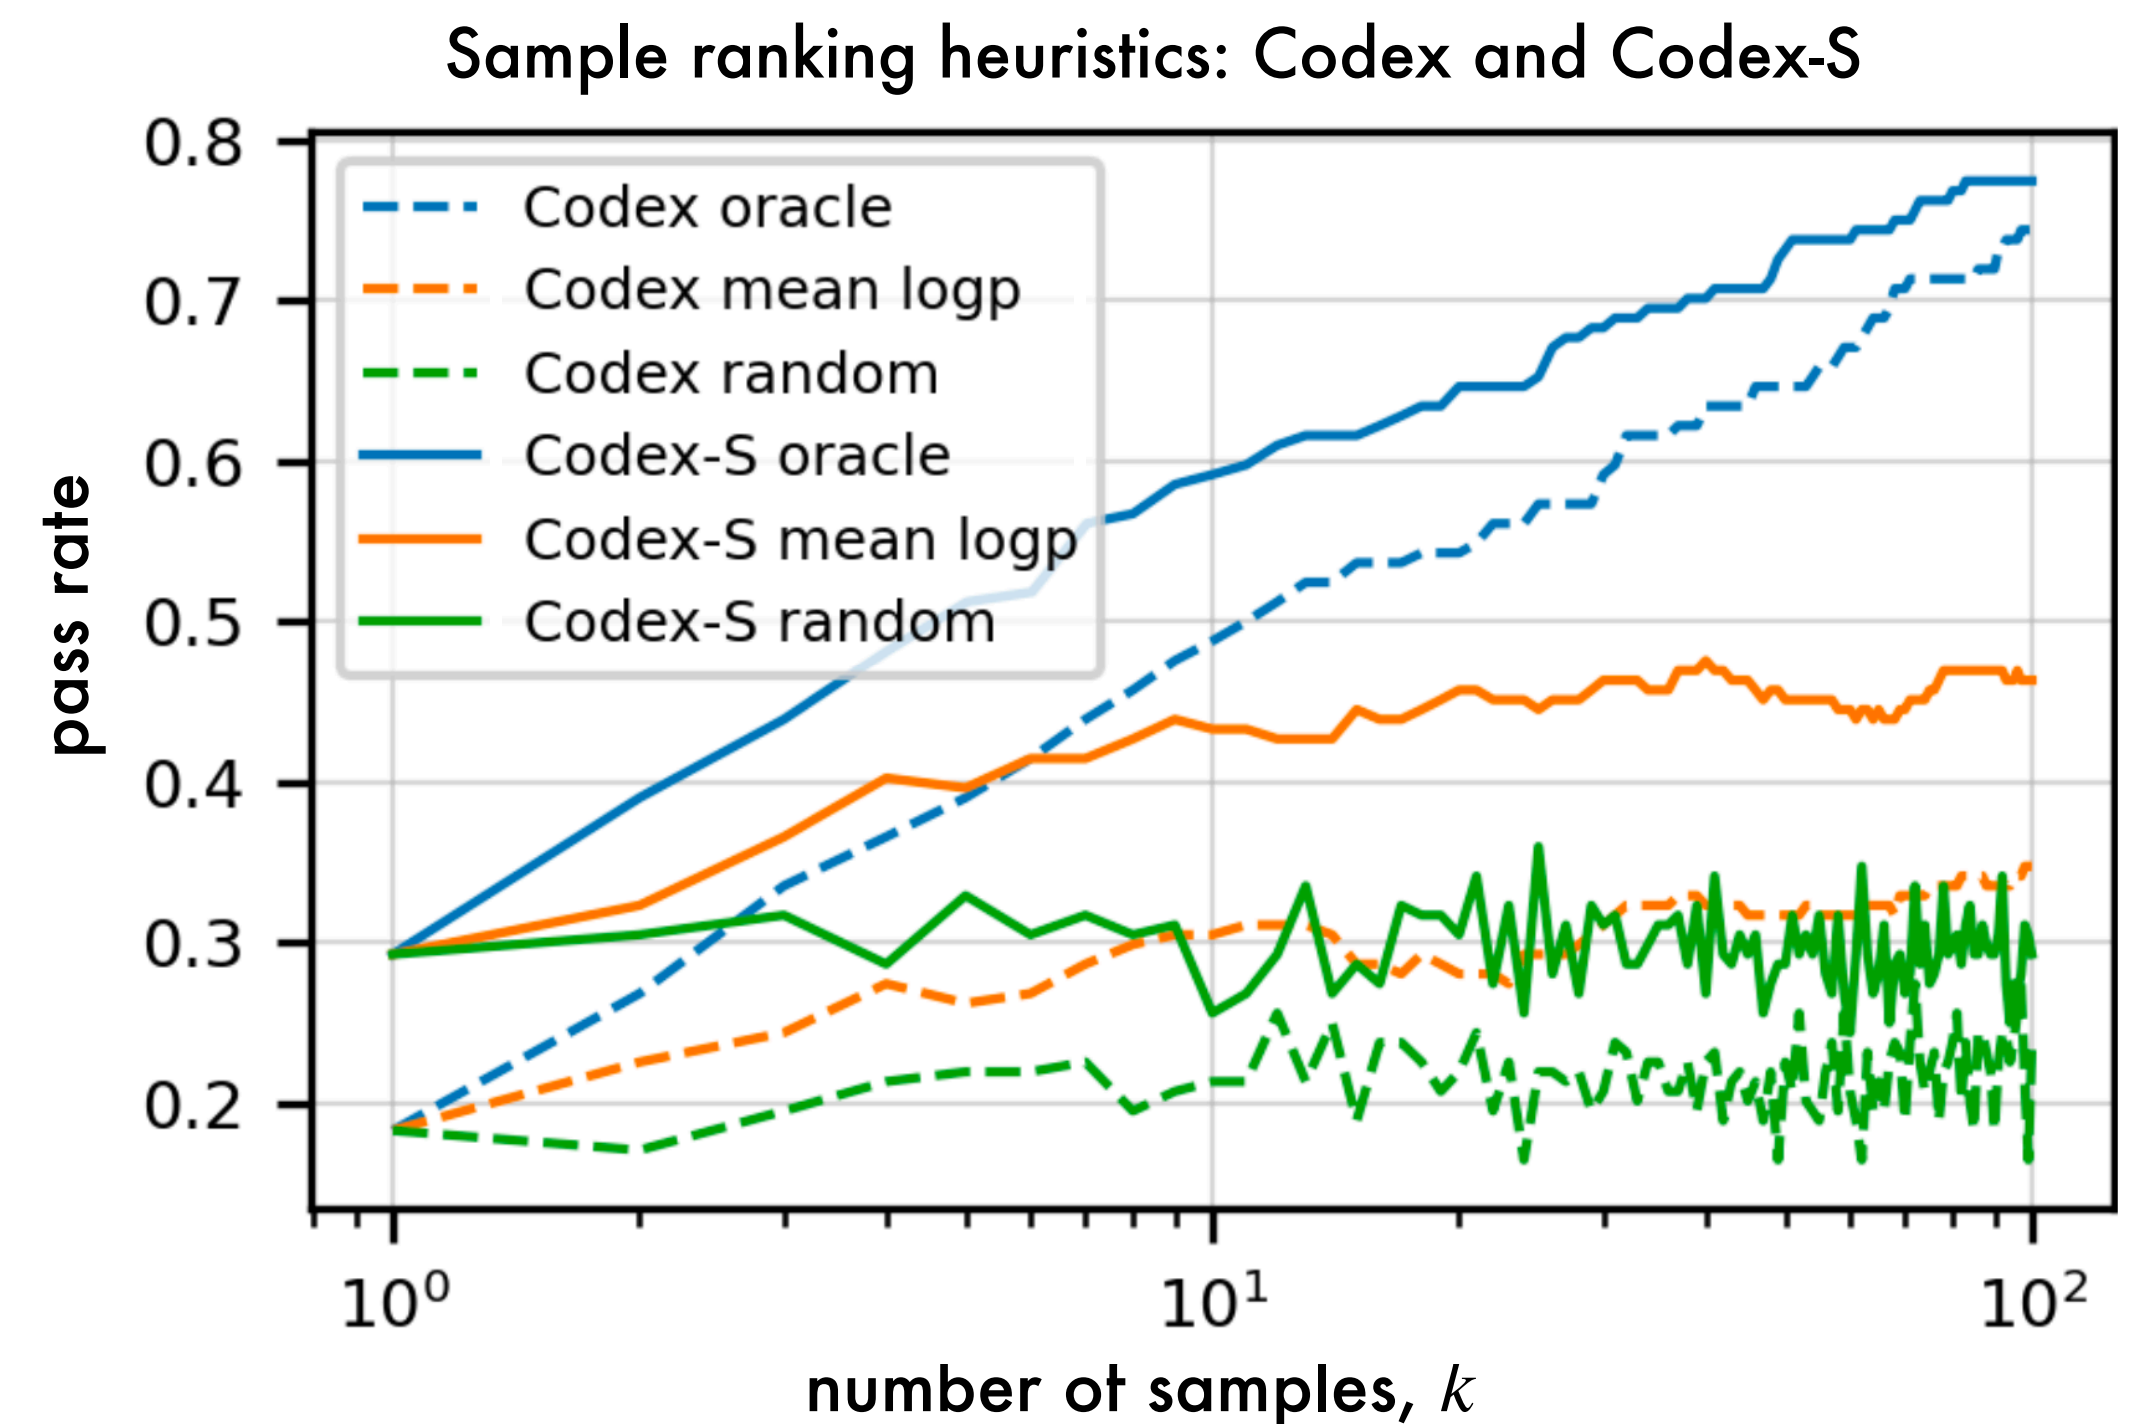 Sample ranking heuristics: Codex and Codex-S
0.8
0.7
0.6
0.5
0.4
0.3
0.2
pass rate
Codex oracle
Codex mean logp
Codex random
Codex-S oracle
Codex-S mean logp
Codex-S random
10⁰
10¹
10²
number of samples, k